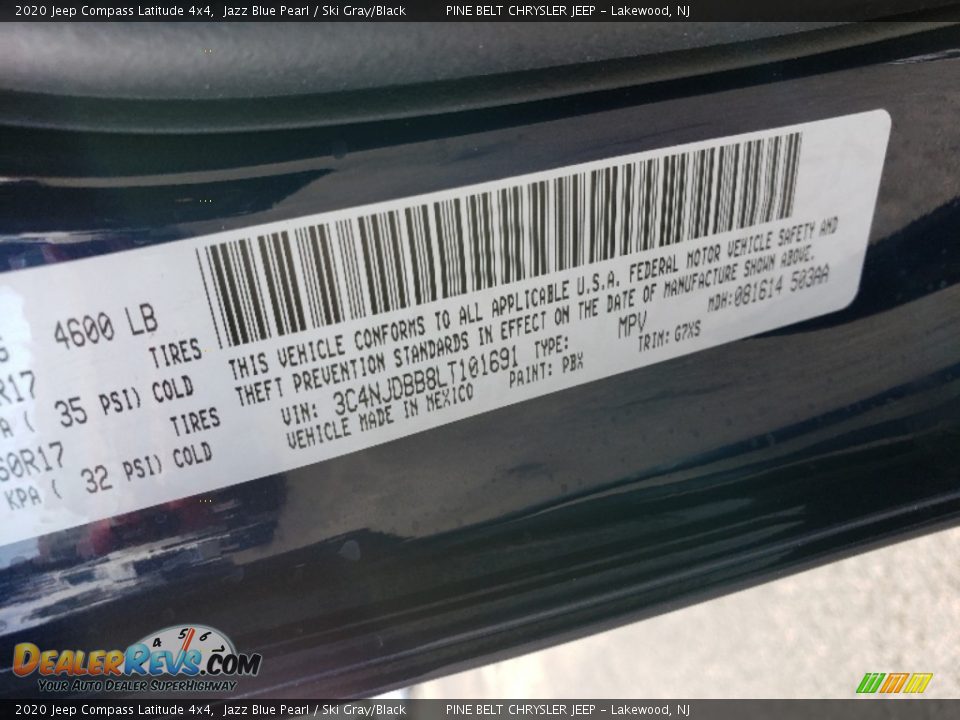 2020 Jeep Compass Latitude 4x4, Jazz Blue Pearl / Ski Gray/Black PINE BELT CHRYSLER JEEP - Lakewood, NJ
4600 LB
TIRES
R17
35 PSI) COLD
TIRES
60R17
KPA ( 32 PSI) COLD
THIS VEHICLE CONFORMS TO ALL APPLICABLE U.S.A. FEDERAL MOTOR VEHICLE SAFETY AND
THEFT PREVENTION STANDARDS IN EFFECT ON THE DATE OF MANUFACTURE SHOWN ABOVE.
VIN: 3C4NJDBB8LT101691 TYPE: MPV MDH:081614 503AA
VEHICLE MADE IN MEXICO PAINT: PBX TRIM: G7XS
4 5 6
DEALERREVS.COM
YOUR AUTO DEALER SUPERHIGHWAY
2020 Jeep Compass Latitude 4x4, Jazz Blue Pearl / Ski Gray/Black PINE BELT CHRYSLER JEEP - Lakewood, NJ